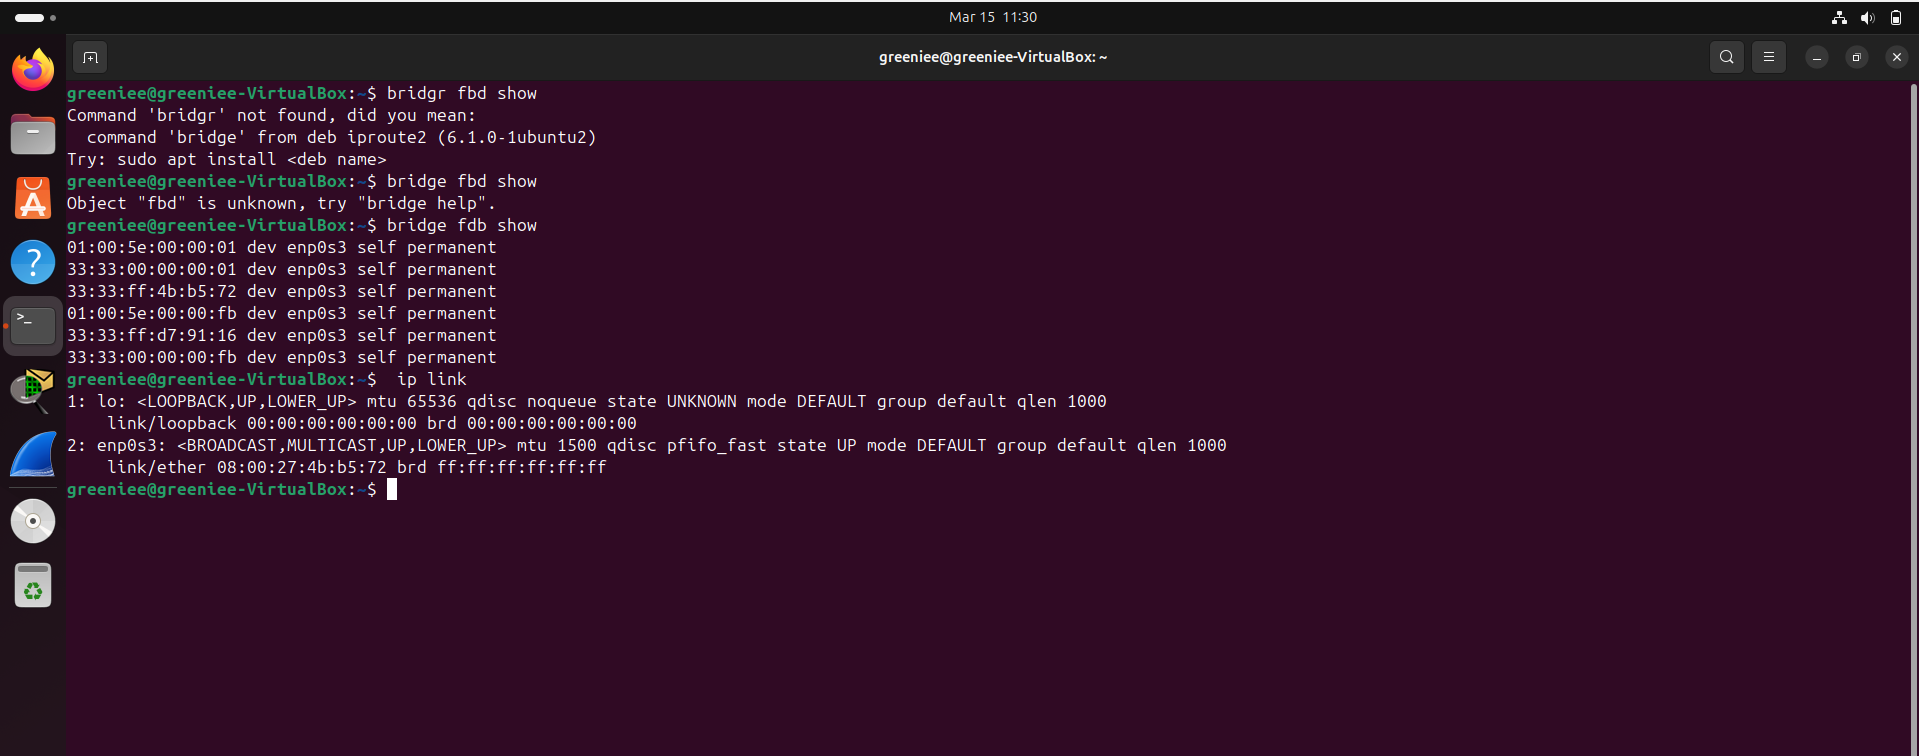 Mar 15 11:30
greeniee@greeniee-VirtualBox: ~
greeniee@greeniee-VirtualBox:~$ bridgr fbd show
Command 'bridgr' not found, did you mean:
  command 'bridge' from deb iproute2 (6.1.0-1ubuntu2)
Try: sudo apt install <deb name>
greeniee@greeniee-VirtualBox:~$ bridge fbd show
Object "fbd" is unknown, try "bridge help".
greeniee@greeniee-VirtualBox:~$ bridge fdb show
01:00:5e:00:00:01 dev enp0s3 self permanent
33:33:00:00:00:01 dev enp0s3 self permanent
33:33:ff:4b:b5:72 dev enp0s3 self permanent
01:00:5e:00:00:fb dev enp0s3 self permanent
33:33:ff:d7:91:16 dev enp0s3 self permanent
33:33:00:00:00:fb dev enp0s3 self permanent
greeniee@greeniee-VirtualBox:~$  ip link
1: lo: <LOOPBACK,UP,LOWER_UP> mtu 65536 qdisc noqueue state UNKNOWN mode DEFAULT group default qlen 1000
    link/loopback 00:00:00:00:00:00 brd 00:00:00:00:00:00
2: enp0s3: <BROADCAST,MULTICAST,UP,LOWER_UP> mtu 1500 qdisc pfifo_fast state UP mode DEFAULT group default qlen 1000
    link/ether 08:00:27:4b:b5:72 brd ff:ff:ff:ff:ff:ff
greeniee@greeniee-VirtualBox:~$